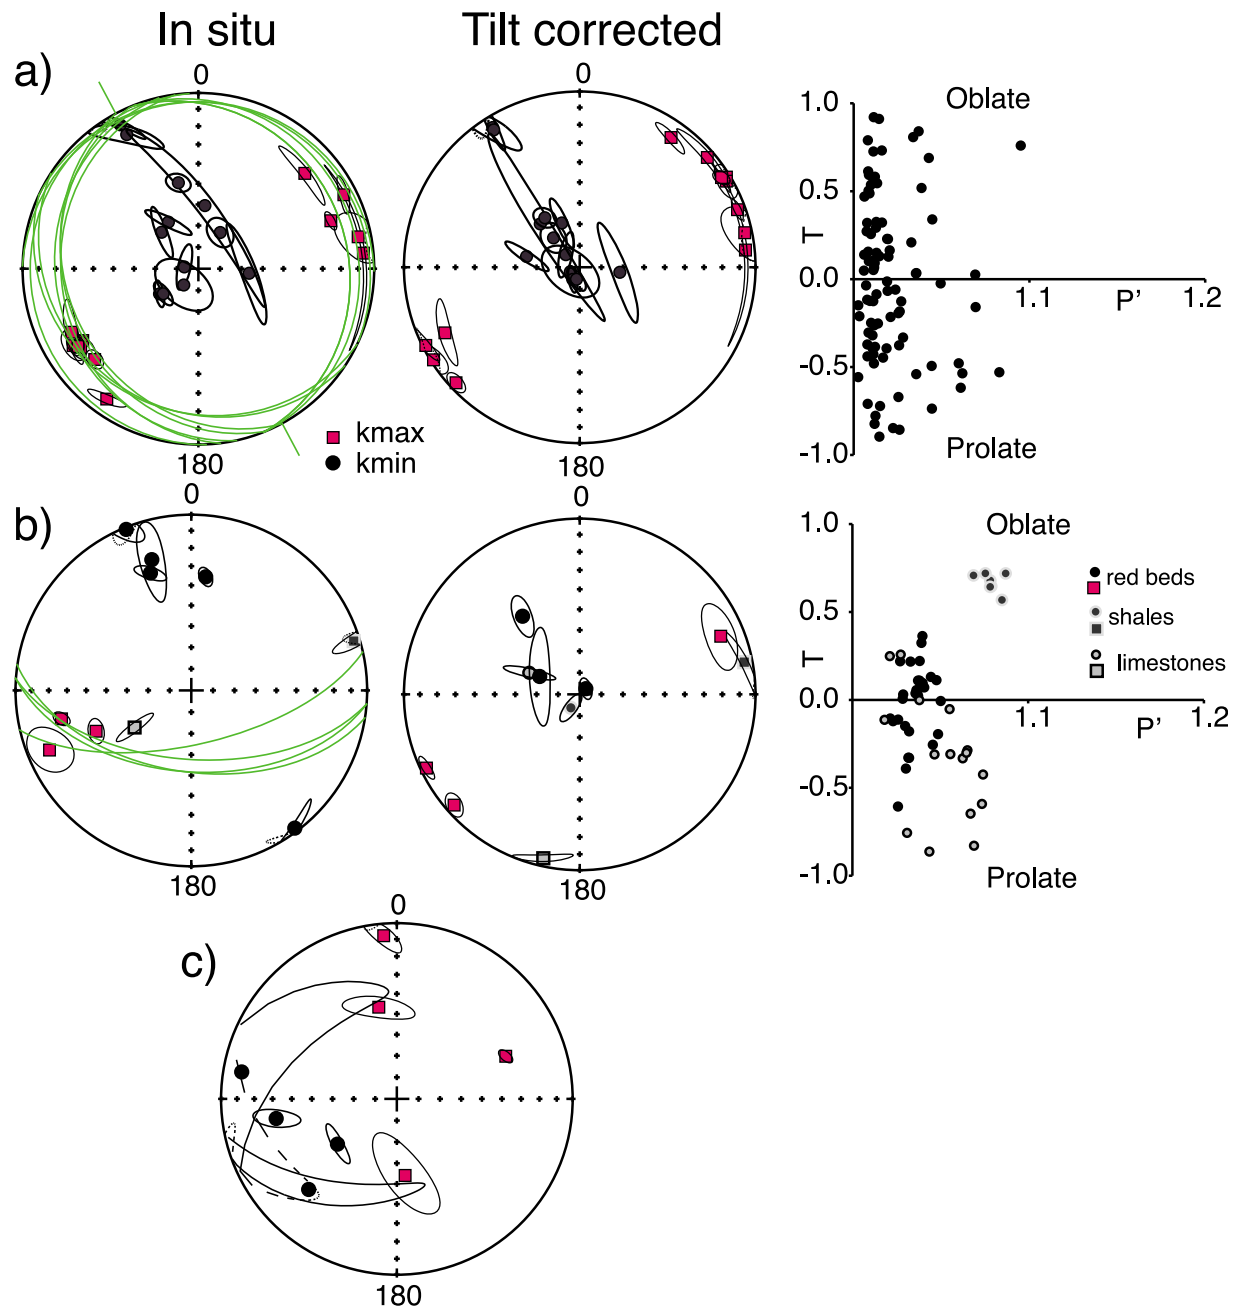 In situ
Tilt corrected
a)
0
0
1.0
Oblate
0.5
T
0.0
P'
1.1
1.2
-0.5
-1.0
Prolate
180
180
kmax
kmin
b)
0
0
1.0
Oblate
red beds
shales
limestones
0.5
T
0.0
P'
1.1
1.2
-0.5
-1.0
Prolate
180
180
c)
0
180